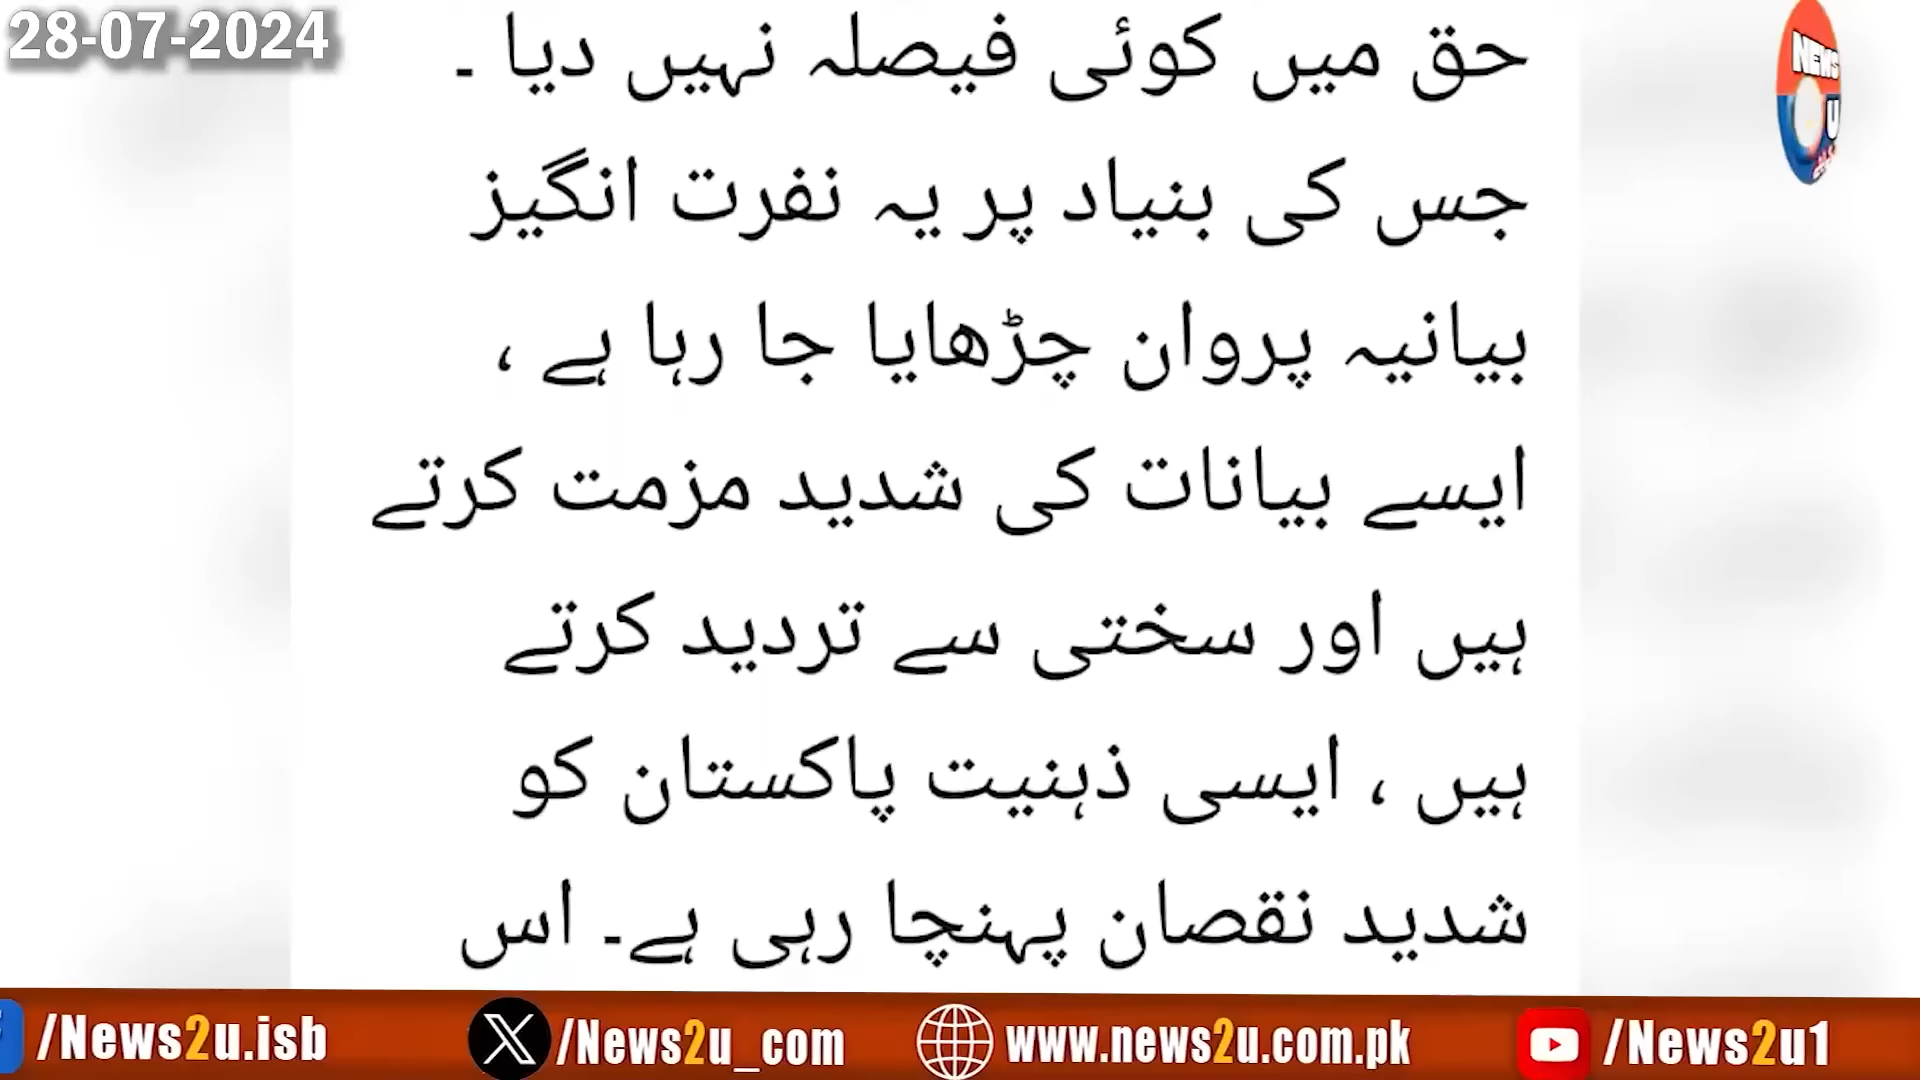 28-07-2024
NEWS
U
حق میں کوئی فیصلہ نہیں دیا ۔
جس کی بنیاد پر یہ نفرت انگیز
بیانیہ پروان چڑھایا جا رہا ہے ،
ایسے بیانات کی شدید مزمت کرتے
ہیں اور سختی سے تردید کرتے
ہیں ، ایسی ذہنیت پاکستان کو
شدید نقصان پہنچا رہی ہے۔ اس
/News2u.isb
/News2u_com
www.news2u.com.pk
/News2u1